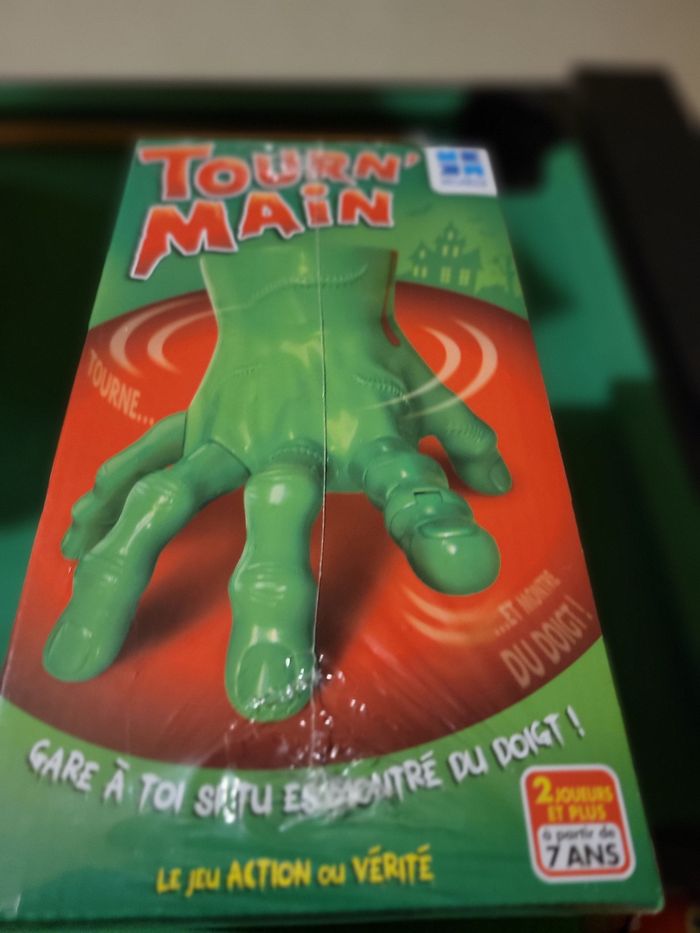 TOURN'
MAIN
TOURNE...
...ET MONTRE
DU DOIGT !
GARE À TOI SI TU ES MONTRÉ DU DOIGT !
2 JOUEURS
ET PLUS
à partir de
7 ANS
LE JEU ACTION OU VÉRITÉ